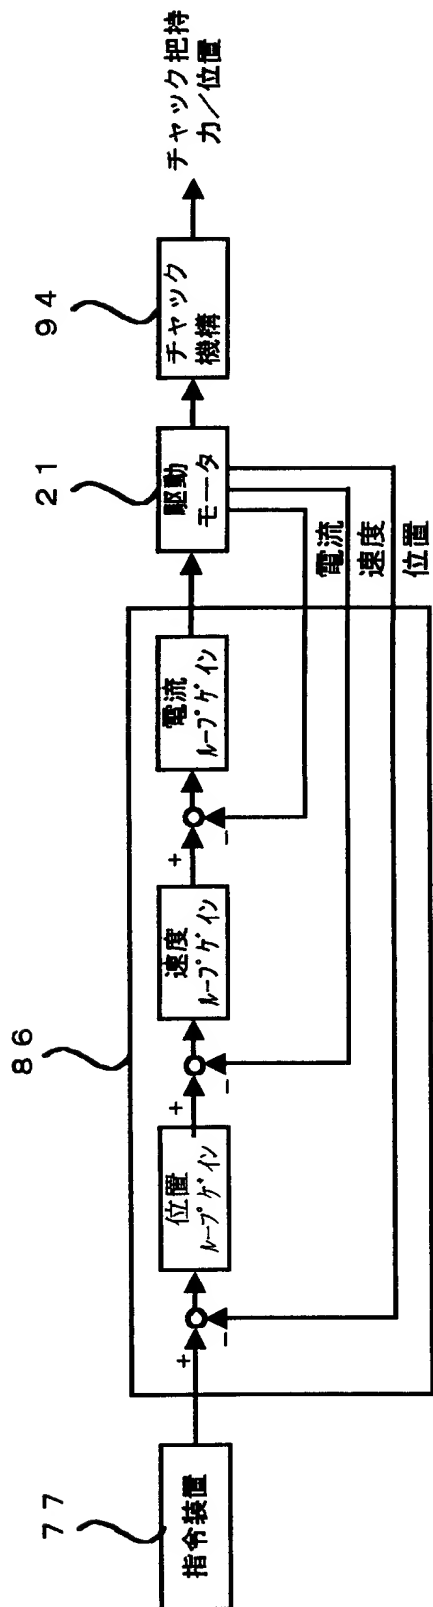 77
指令装置
86
+
-
位置
ループゲイン
+
-
速度
ループゲイン
+
-
電流
ループゲイン
21
駆動
モータ
94
チャック
機構
チャック把持
力/位置
電流
速度
位置